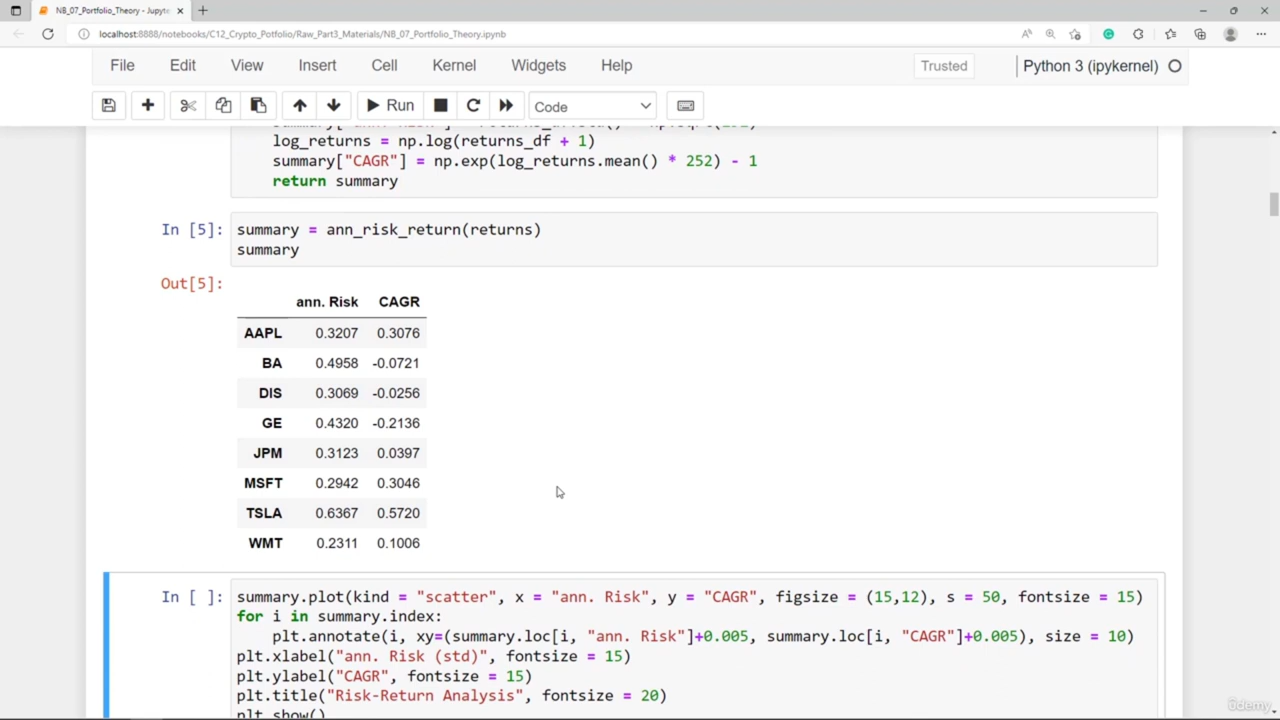 NB_07_Portfolio_Theory - Jupyte
localhost:8888/notebooks/C12_Crypto_Potfolio/Raw_Part3_Materials/NB_07_Portfolio_Theory.ipynb
File Edit View Insert Cell Kernel Widgets Help Trusted Python 3 (ipykernel)
Run Code
log_returns = np.log(returns_df + 1)
summary["CAGR"] = np.exp(log_returns.mean() * 252) - 1
return summary
In [5]: summary = ann_risk_return(returns)
summary
Out[5]:
ann. Risk CAGR
AAPL 0.3207 0.3076
BA 0.4958 -0.0721
DIS 0.3069 -0.0256
GE 0.4320 -0.2136
JPM 0.3123 0.0397
MSFT 0.2942 0.3046
TSLA 0.6367 0.5720
WMT 0.2311 0.1006
In [ ]: summary.plot(kind = "scatter", x = "ann. Risk", y = "CAGR", figsize = (15,12), s = 50, fontsize = 15)
for i in summary.index:
plt.annotate(i, xy=(summary.loc[i, "ann. Risk"]+0.005, summary.loc[i, "CAGR"]+0.005), size = 10)
plt.xlabel("ann. Risk (std)", fontsize = 15)
plt.ylabel("CAGR", fontsize = 15)
plt.title("Risk-Return Analysis", fontsize = 20)
plt.show()
ûdemy